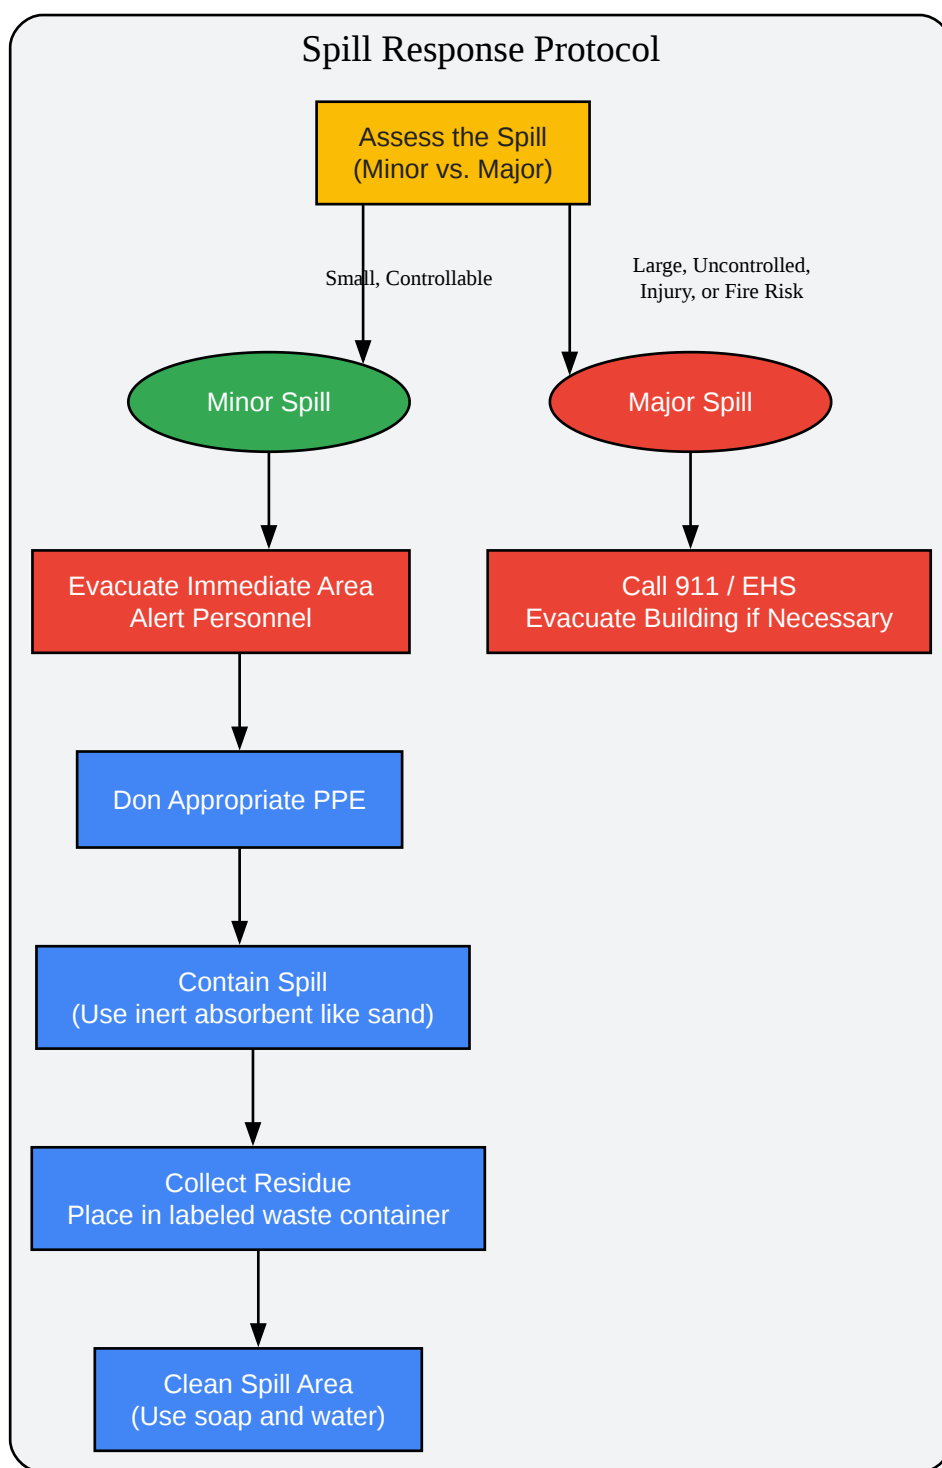 Spill Response Protocol
Assess the Spill
(Minor vs. Major)
Small, Controllable
Large, Uncontrolled,
Injury, or Fire Risk
Minor Spill
Major Spill
Evacuate Immediate Area
Alert Personnel
Call 911 / EHS
Evacuate Building if Necessary
Don Appropriate PPE
Contain Spill
(Use inert absorbent like sand)
Collect Residue
Place in labeled waste container
Clean Spill Area
(Use soap and water)